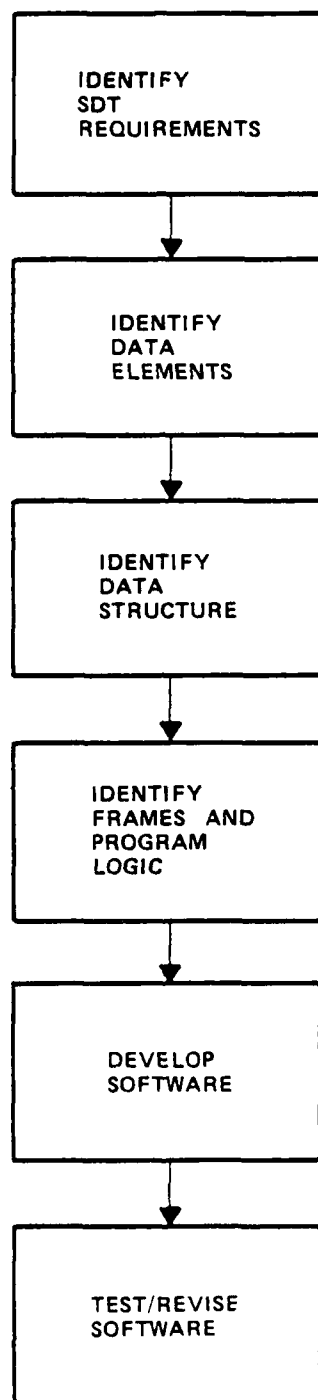 IDENTIFY
SDT
REQUIREMENTS
IDENTIFY
DATA
ELEMENTS
IDENTIFY
DATA
STRUCTURE
IDENTIFY
FRAMES AND
PROGRAM
LOGIC
DEVELOP
SOFTWARE
TEST/REVISE
SOFTWARE